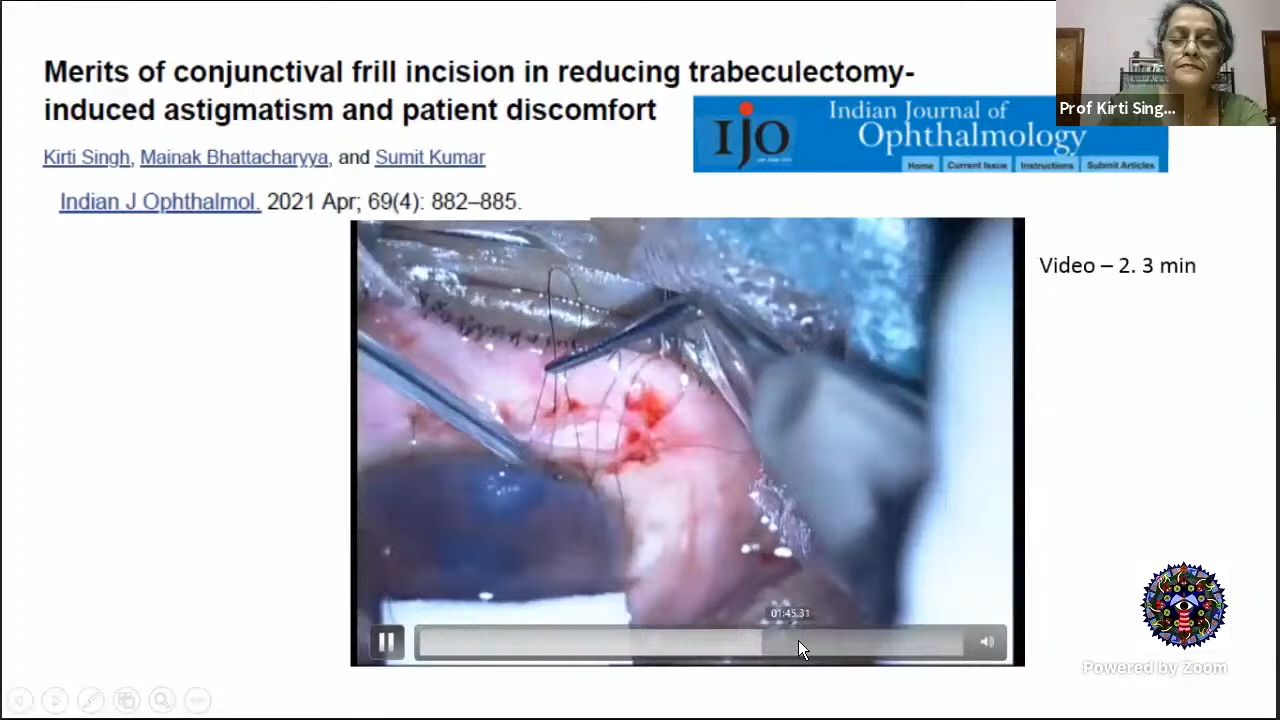 Merits of conjunctival frill incision in reducing trabeculectomy-
induced astigmatism and patient discomfort
Kirti Singh, Mainak Bhattacharyya, and Sumit Kumar
Indian J Ophthalmol. 2021 Apr; 69(4): 882–885.
IJO
Indian Journal of
Ophthalmology
Home Current Issue Instructions Submit Articles
Prof Kirti Sing...
Video – 2. 3 min
01:45.31
Powered by Zoom